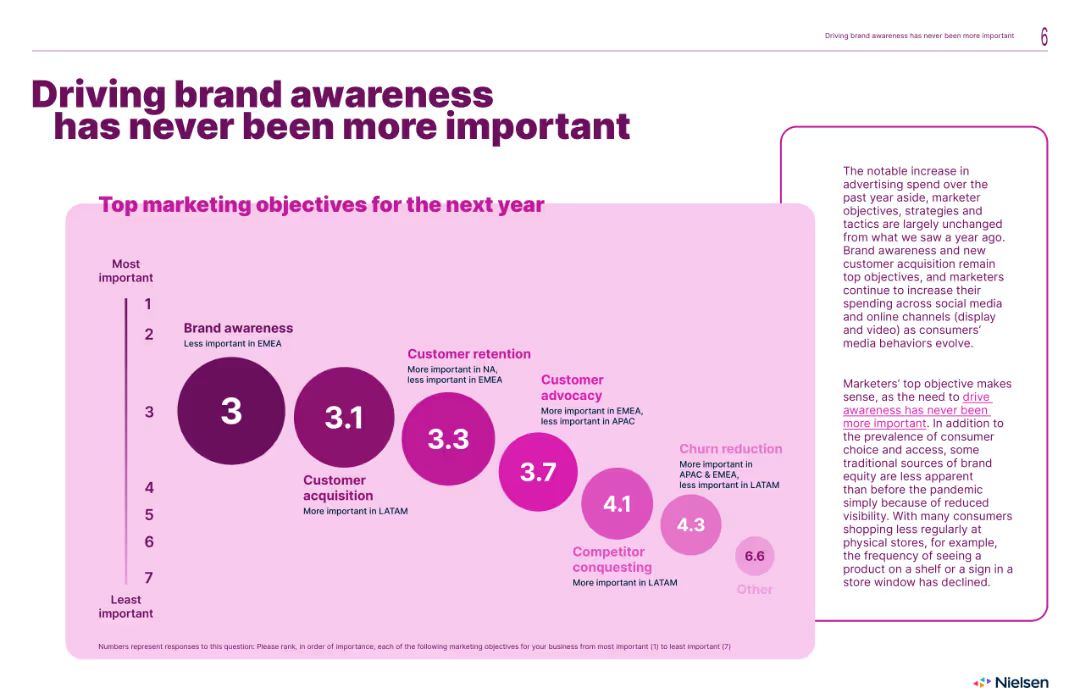 Driving brand awareness has never been more important
6
Driving brand awareness
has never been more important
Top marketing objectives for the next year
Most
important
1
2
3
4
5
6
7
Least
important
Brand awareness
Less important in EMEA
3
3.1
Customer
acquisition
More important in LATAM
Customer retention
More important in NA,
less important in EMEA
3.3
Customer
advocacy
More important in EMEA,
less important in APAC
3.7
4.1
Competitor
conquesting
More important in LATAM
Churn reduction
More important in
APAC & EMEA,
less important in LATAM
4.3
6.6
Other
Numbers represent responses to this question: Please rank, in order of importance, each of the following marketing objectives for your business from most important (1) to least important (7)
The notable increase in
advertising spend over the
past year aside, marketer
objectives, strategies and
tactics are largely unchanged
from what we saw a year ago.
Brand awareness and new
customer acquisition remain
top objectives, and marketers
continue to increase their
spending across social media
and online channels (display
and video) as consumers'
media behaviors evolve.
Marketers' top objective makes
sense, as the need to drive
awareness has never been
more important. In addition to
the prevalence of consumer
choice and access, some
traditional sources of brand
equity are less apparent
than before the pandemic
simply because of reduced
visibility. With many consumers
shopping less regularly at
physical stores, for example,
the frequency of seeing a
product on a shelf or a sign in a
store window has declined.
Nielsen